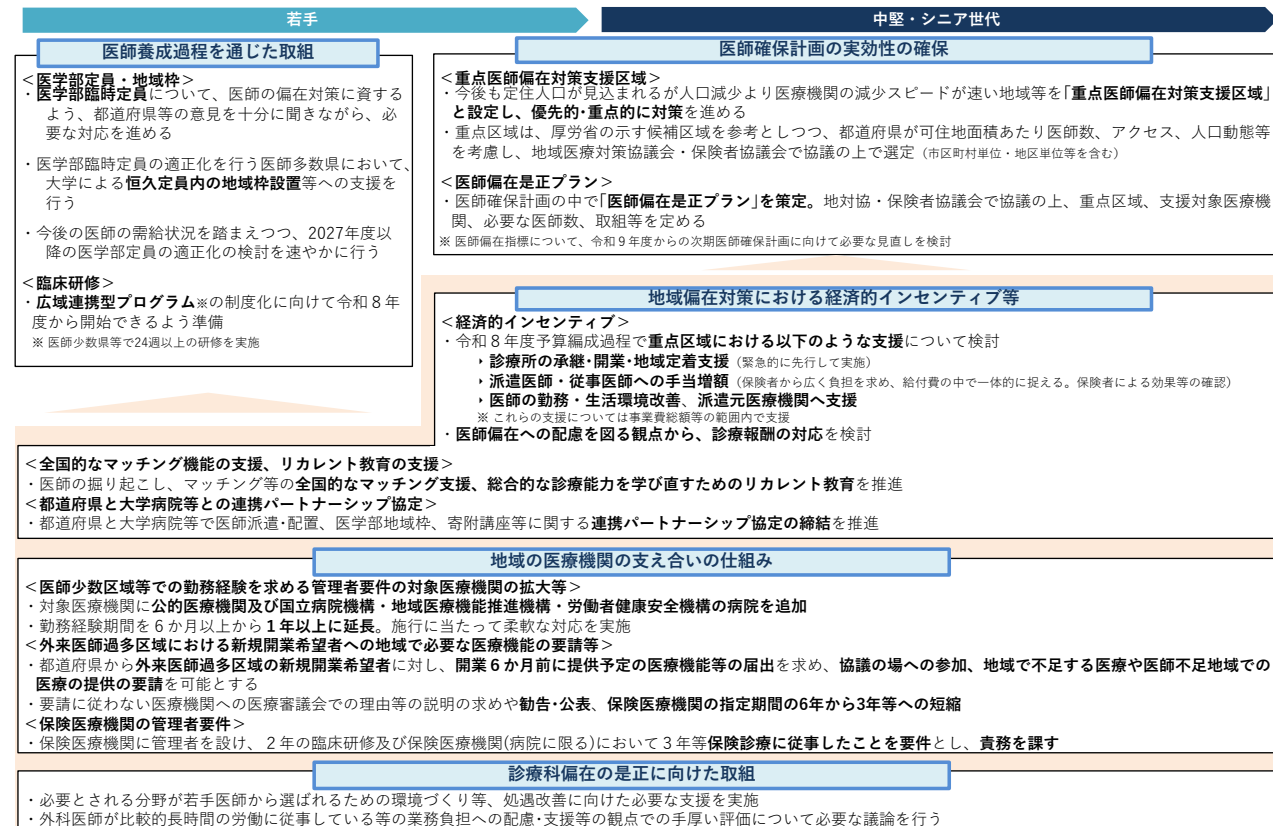 若手
中堅・シニア世代
医師養成過程を通じた取組
＜医学部定員・地域枠＞
・医学部臨時定員について、医師の偏在対策に資する
よう、都道府県等の意見を十分に聞きながら、必
要な対応を進める
・医学部臨時定員の適正化を行う医師多数県において、
大学による恒久定員内の地域枠設置等への支援を
行う
・今後の医師の需給状況を踏まえつつ、2027年度以
降の医学部定員の適正化の検討を速やかに行う
＜臨床研修＞
・広域連携型プログラム※の制度化に向けて令和８年
度から開始できるよう準備
※ 医師少数県等で24週以上の研修を実施
医師確保計画の実効性の確保
＜重点医師偏在対策支援区域＞
・今後も定住人口が見込まれるが人口減少より医療機関の減少スピードが速い地域等を「重点医師偏在対策支援区域」
と設定し、優先的・重点的に対策を進める
・重点区域は、厚労省の示す候補区域を参考としつつ、都道府県が可住地面積あたり医師数、アクセス、人口動態等
を考慮し、地域医療対策協議会・保険者協議会で協議の上で選定（市区町村単位・地区単位等を含む）
＜医師偏在是正プラン＞
・医師確保計画の中で「医師偏在是正プラン」を策定。地対協・保険者協議会で協議の上、重点区域、支援対象医療機
関、必要な医師数、取組等を定める
※ 医師偏在指標について、令和９年度からの次期医師確保計画に向けて必要な見直しを検討
地域偏在対策における経済的インセンティブ等
＜経済的インセンティブ＞
・令和８年度予算編成過程で重点区域における以下のような支援について検討
‣ 診療所の承継・開業・地域定着支援（緊急的に先行して実施）
‣ 派遣医師・従事医師への手当増額（保険者から広く負担を求め、給付費の中で一体的に捉える。保険者による効果等の確認）
‣ 医師の勤務・生活環境改善、派遣元医療機関へ支援
※ これらの支援については事業費総額等の範囲内で支援
・医師偏在への配慮を図る観点から、診療報酬の対応を検討
＜全国的なマッチング機能の支援、リカレント教育の支援＞
・医師の掘り起こし、マッチング等の全国的なマッチング支援、総合的な診療能力を学び直すためのリカレント教育を推進
＜都道府県と大学病院等との連携パートナーシップ協定＞
・都道府県と大学病院等で医師派遣・配置、医学部地域枠、寄附講座等に関する連携パートナーシップ協定の締結を推進
地域の医療機関の支え合いの仕組み
＜医師少数区域等での勤務経験を求める管理者要件の対象医療機関の拡大等＞
・対象医療機関に公的医療機関及び国立病院機構・地域医療機能推進機構・労働者健康安全機構の病院を追加
・勤務経験期間を６か月以上から１年以上に延長。施行に当たって柔軟な対応を実施
＜外来医師過多区域における新規開業希望者への地域で必要な医療機能の要請等＞
・都道府県から外来医師過多区域の新規開業希望者に対し、開業６か月前に提供予定の医療機能等の届出を求め、協議の場への参加、地域で不足する医療や医師不足地域での
医療の提供の要請を可能とする
・要請に従わない医療機関への医療審議会での理由等の説明の求めや勧告・公表、保険医療機関の指定期間の6年から3年等への短縮
＜保険医療機関の管理者要件＞
・保険医療機関に管理者を設け、２年の臨床研修及び保険医療機関(病院に限る)において３年等保険診療に従事したことを要件とし、責務を課す
診療科偏在の是正に向けた取組
・必要とされる分野が若手医師から選ばれるための環境づくり等、処遇改善に向けた必要な支援を実施
・外科医師が比較的長時間の労働に従事している等の業務負担への配慮・支援等の観点での手厚い評価について必要な議論を行う